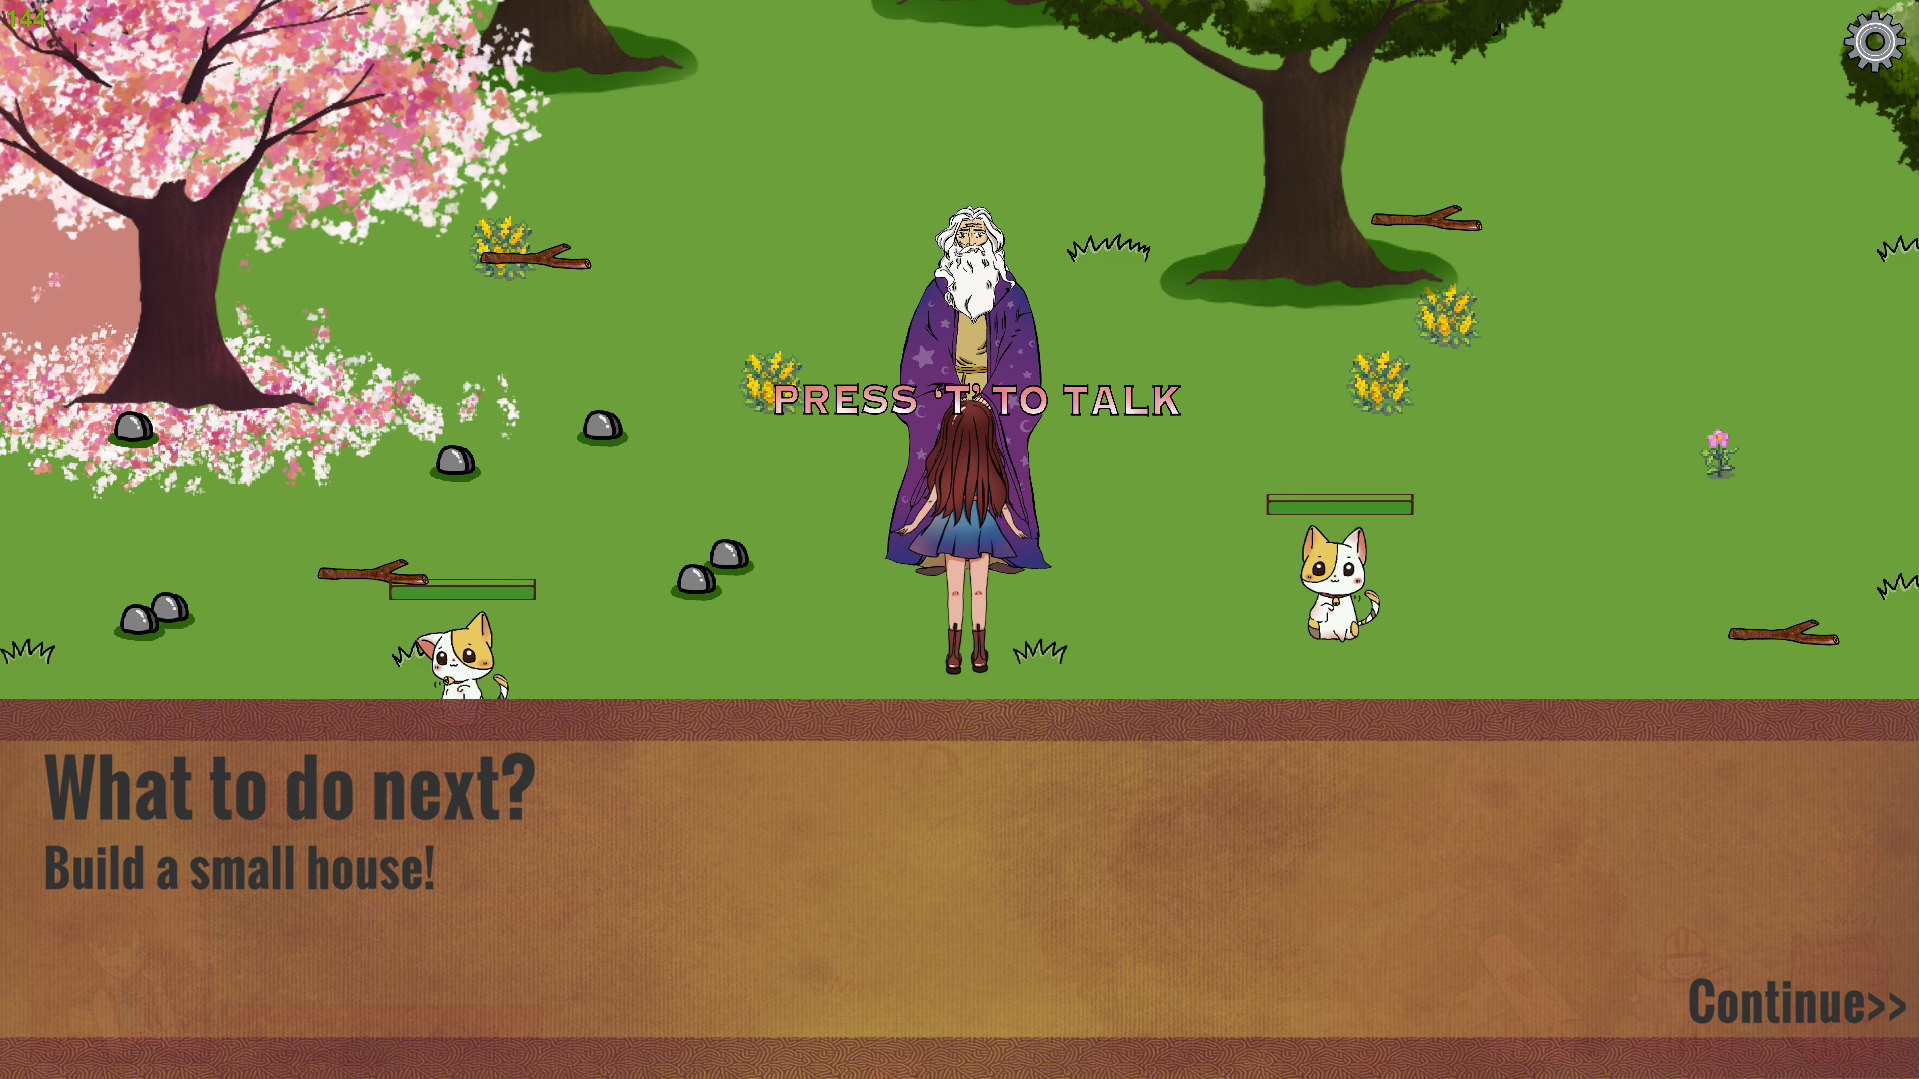 144
PRESS 'T' TO TALK
What to do next?
Build a small house!
Continue>>